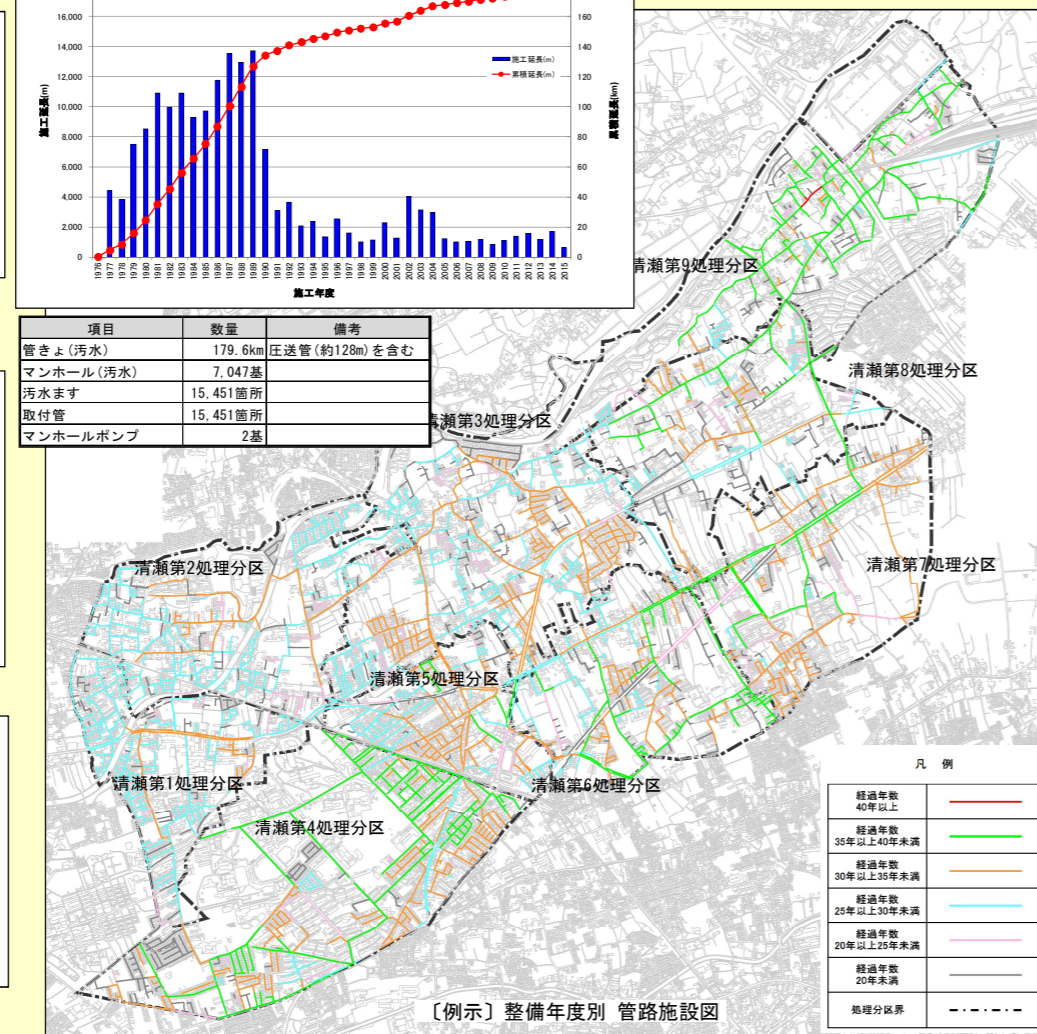 16,000
14,000
12,000
10,000
8,000
6,000
4,000
2,000
0
施工延長(m)
160
140
120
100
80
60
40
20
0
累積延長(km)
施工延長(m)
累積延長(m)
1976 1977 1978 1979 1980 1981 1982 1983 1984 1985 1986 1987 1988 1989 1990 1991 1992 1993 1994 1995 1996 1997 1998 1999 2000 2001 2002 2003 2004 2005 2006 2007 2008 2009 2010 2011 2012 2013 2014 2015
施工年度
項目 数量 備考
管きょ(汚水) 179.6km 圧送管(約128m)を含む
マンホール(汚水) 7,047基
汚水ます 15,451箇所
取付管 15,451箇所
マンホールポンプ 2基
清瀬第9処理分区
清瀬第8処理分区
清瀬第3処理分区
清瀬第2処理分区
清瀬第7処理分区
清瀬第5処理分区
清瀬第1処理分区
清瀬第6処理分区
清瀬第4処理分区
凡 例
経過年数
40年以上
経過年数
35年以上40年未満
経過年数
30年以上35年未満
経過年数
25年以上30年未満
経過年数
20年以上25年未満
経過年数
20年未満
処理分区界
〔例示〕整備年度別 管路施設図